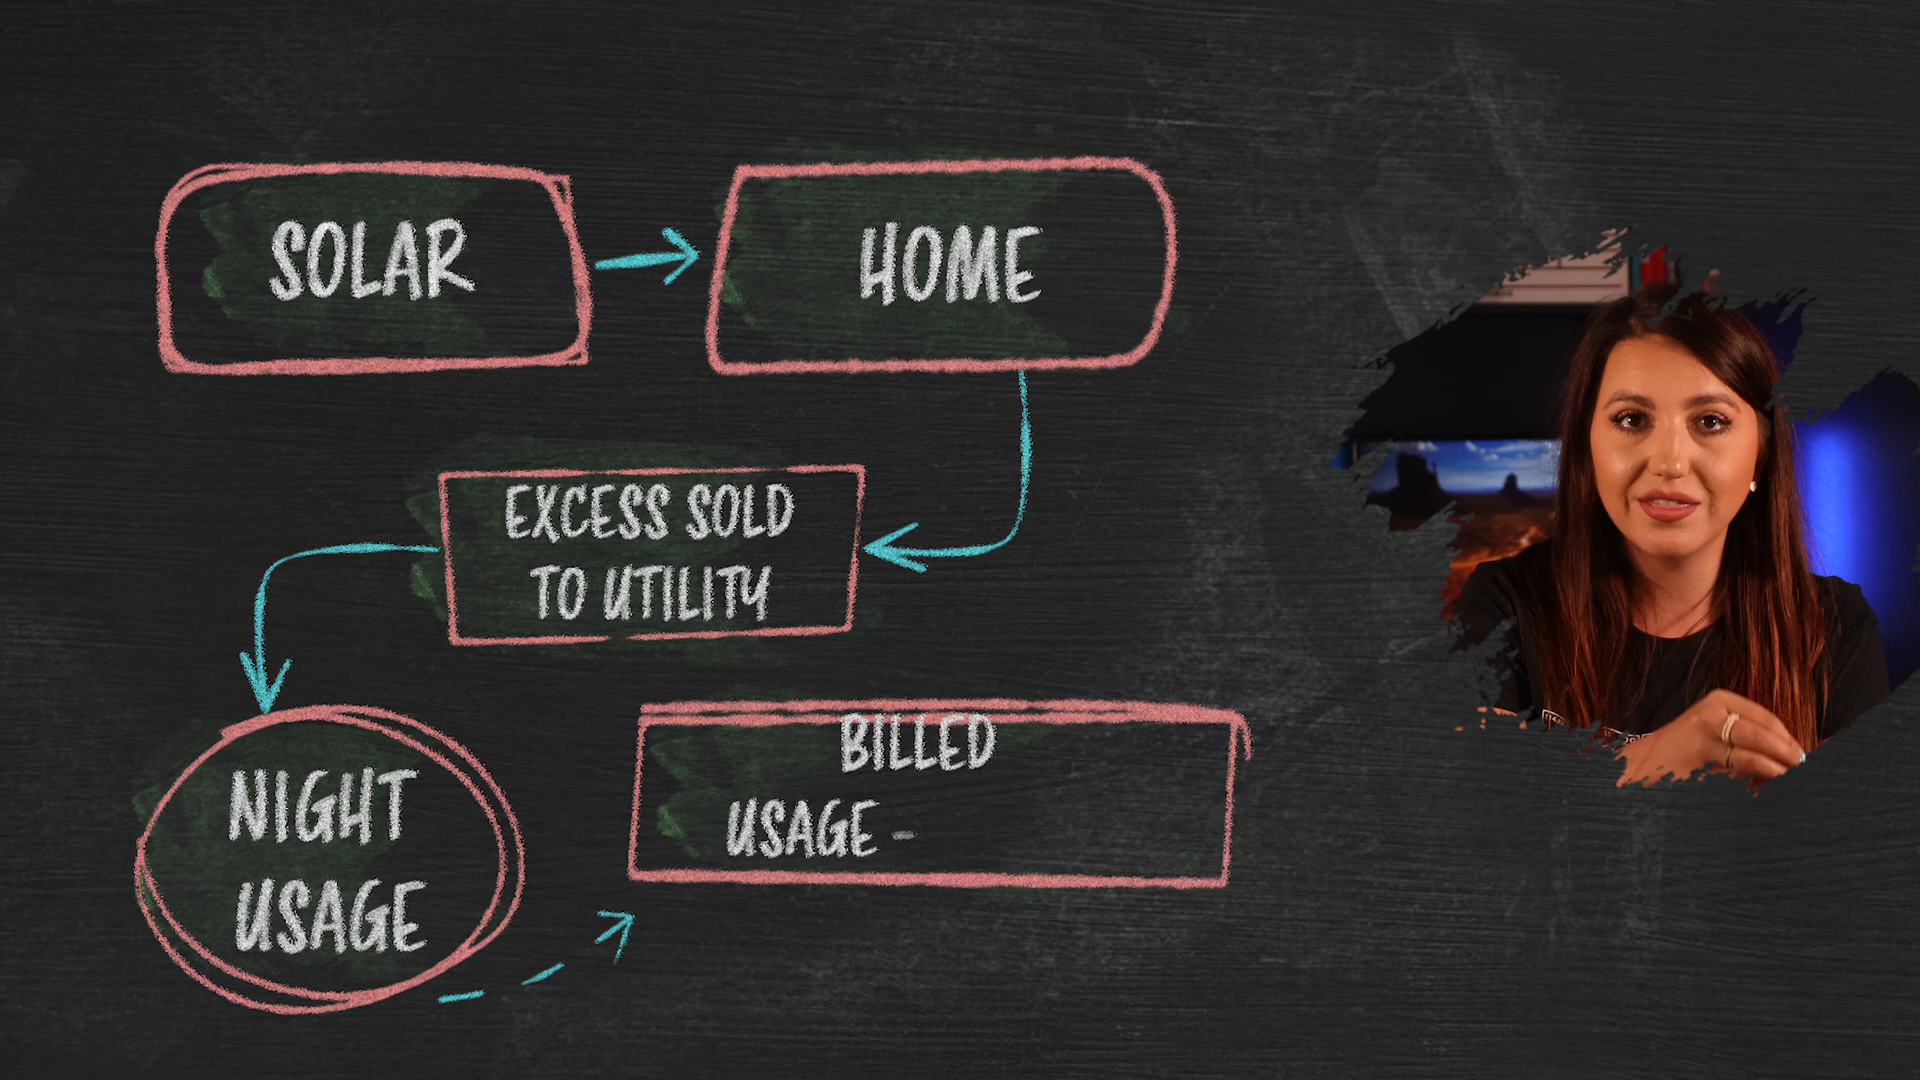 SOLAR
HOME
EXCESS SOLD
TO UTILITY
NIGHT
USAGE
BILLED
USAGE -